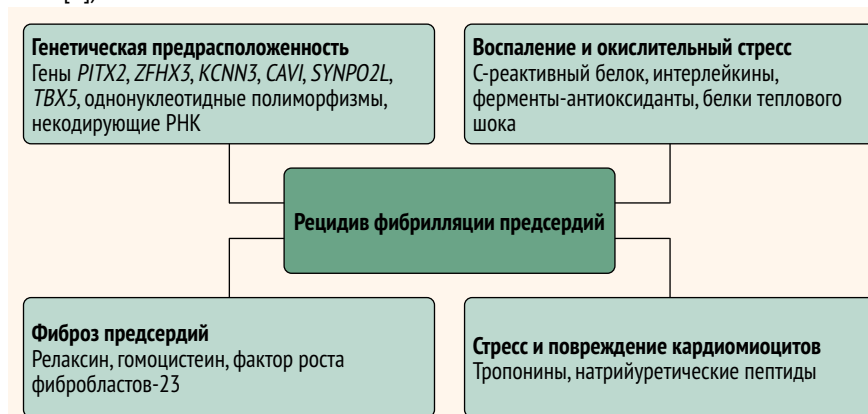 Генетическая предрасположенность
Гены PITX2, ZFHX3, KCNN3, CAVI, SYNPO2L,
TBX5, однонуклеотидные полиморфизмы,
некодирующие РНК
Воспаление и окислительный стресс
С-реактивный белок, интерлейкины,
ферменты-антиоксиданты, белки теплового
шока
Рецидив фибрилляции предсердий
Фиброз предсердий
Релаксин, гомоцистеин, фактор роста
фибробластов-23
Стресс и повреждение кардиомиоцитов
Тропонины, натрийуретические пептиды